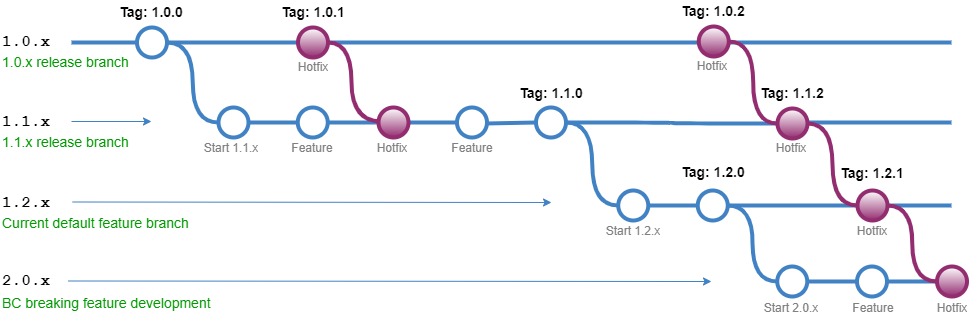 Tag: 1.0.0
Tag: 1.0.1
Tag: 1.0.2
1.0.x
1.0.x release branch
Hotfix
Hotfix
Tag: 1.1.0
Tag: 1.1.2
1.1.x
1.1.x release branch
Start 1.1.x
Feature
Hotfix
Feature
Hotfix
Tag: 1.2.0
Tag: 1.2.1
1.2.x
Current default feature branch
Start 1.2.x
Hotfix
2.0.x
BC breaking feature development
Start 2.0.x
Feature
Hotfix